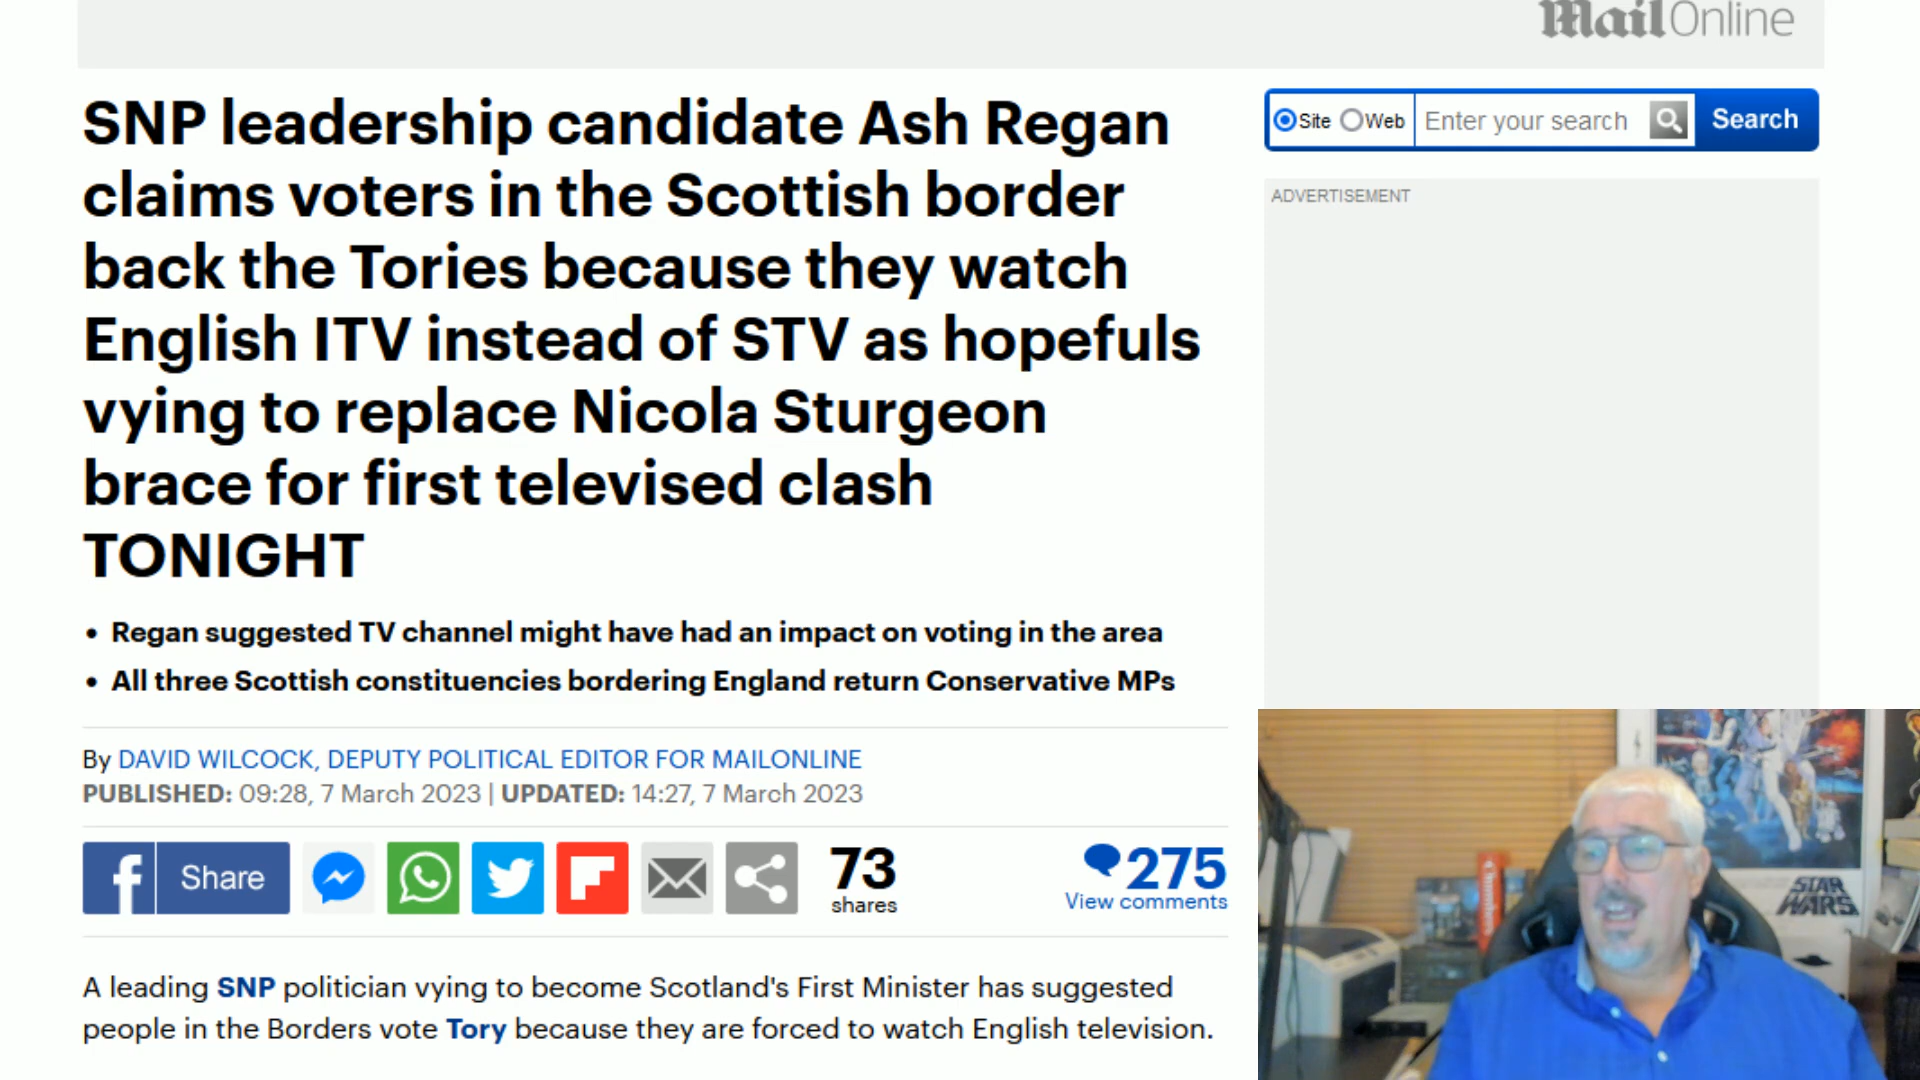 Mail Online
SNP leadership candidate Ash Regan
claims voters in the Scottish border
back the Tories because they watch
English ITV instead of STV as hopefuls
vying to replace Nicola Sturgeon
brace for first televised clash
TONIGHT
• Regan suggested TV channel might have had an impact on voting in the area
• All three Scottish constituencies bordering England return Conservative MPs
By DAVID WILCOCK, DEPUTY POLITICAL EDITOR FOR MAILONLINE
PUBLISHED: 09:28, 7 March 2023 | UPDATED: 14:27, 7 March 2023
Share
73
shares
275
View comments
A leading SNP politician vying to become Scotland's First Minister has suggested
people in the Borders vote Tory because they are forced to watch English television.
Site Web Enter your search Search
ADVERTISEMENT
STAR
WARS